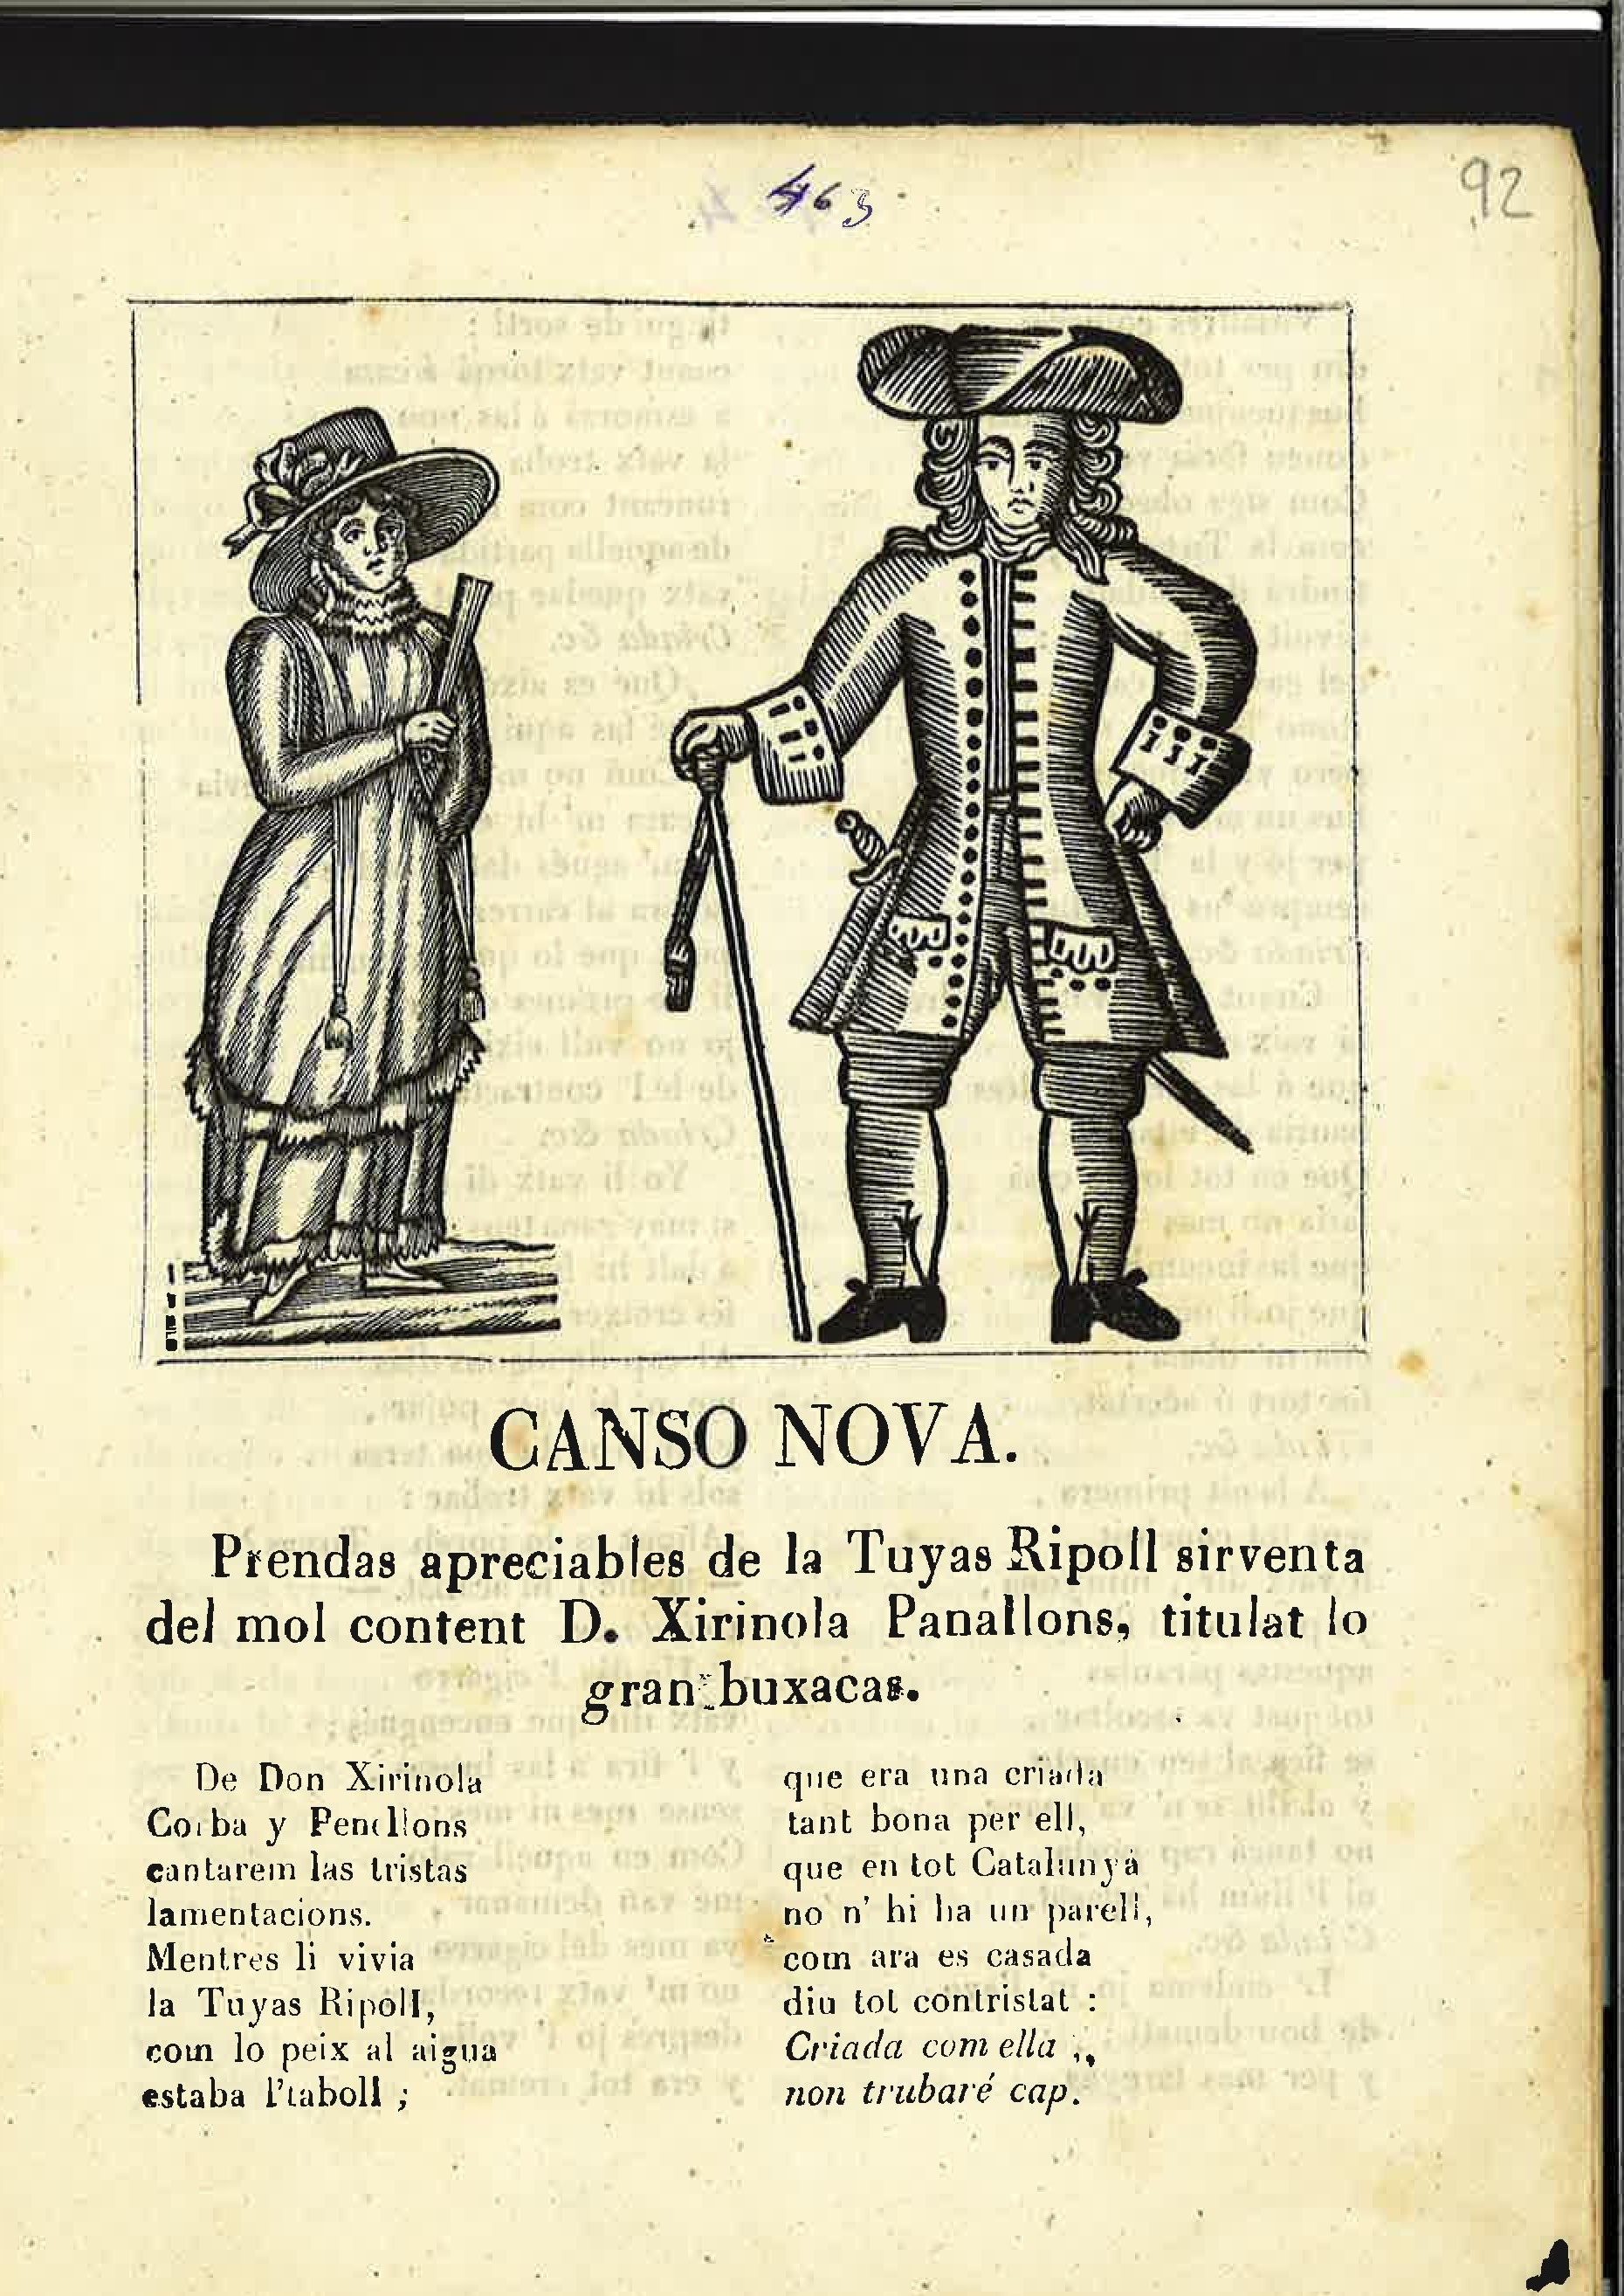 463
92
CANSO NOVA.
Prendas apreciables de la Tuyas Ripoll sirventa
del mol content D. Xirinola Panallons, titulat lo
gran buxacas.
De Don Xirinola
Corba y Penellons
cantarem las tristas
lamentacions.
Mentres li vivia
la Tuyas Ripoll,
com lo peix al aigua
estaba l'taboll ;
que era una criada
tant bona per ell,
que en tot Catalunya
no n' hi ha un parell,
com ara es casada
diu tot contristat :
Criada com ella ,,
non trubaré cap.